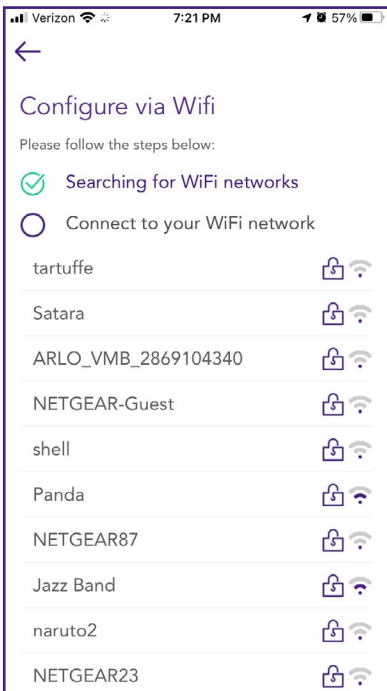 Verizon 7:21 PM 57%
Configure via Wifi
Please follow the steps below:
Searching for WiFi networks
Connect to your WiFi network
tartuffe
Satara
ARLO_VMB_2869104340
NETGEAR-Guest
shell
Panda
NETGEAR87
Jazz Band
naruto2
NETGEAR23